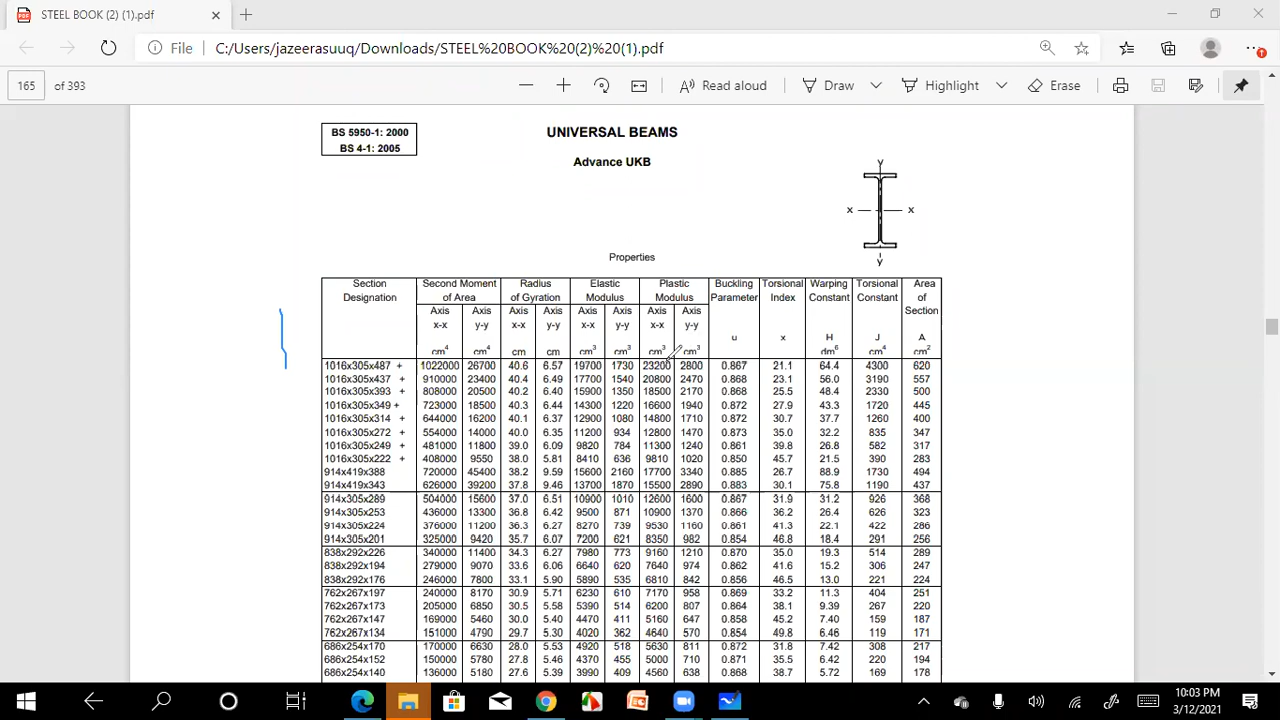 STEEL BOOK (2) (1).pdf
File C:/Users/jazeerasuuq/Downloads/STEEL%20BOOK%20(2)%20(1).pdf
165 of 393 Read aloud Draw Highlight Erase
BS 5950-1: 2000
BS 4-1: 2005
UNIVERSAL BEAMS
Advance UKB
y
x x
y
Properties
Section Second Moment Radius Elastic Plastic Buckling Torsional Warping Torsional Area
Designation of Area of Gyration Modulus Modulus Parameter Index Constant Constant of
Axis Axis Axis Axis Axis Axis Axis Axis Section
x-x y-y x-x y-y x-x y-y x-x y-y
u x H J A
cm4 cm4 cm cm cm3 cm3 cm3 cm3 dm6 cm4 cm2
1016x305x487 + 1022000 26700 40.6 6.57 19700 1730 23200 2800 0.867 21.1 64.4 4300 620
1016x305x437 + 910000 23400 40.4 6.49 17700 1540 20800 2470 0.868 23.1 56.0 3190 557
1016x305x393 + 808000 20500 40.2 6.40 15900 1350 18500 2170 0.868 25.5 48.4 2330 500
1016x305x349 + 723000 18500 40.3 6.44 14300 1220 16600 1940 0.872 27.9 43.3 1720 445
1016x305x314 + 644000 16200 40.1 6.37 12900 1080 14800 1710 0.872 30.7 37.7 1260 400
1016x305x272 + 554000 14000 40.0 6.35 11200 934 12800 1470 0.873 35.0 32.2 835 347
1016x305x249 + 481000 11800 39.0 6.09 9820 784 11300 1240 0.861 39.8 26.8 582 317
1016x305x222 + 408000 9550 38.0 5.81 8410 636 9810 1020 0.850 45.7 21.5 390 283
914x419x388 720000 45400 38.2 9.59 15600 2160 17700 3340 0.885 26.7 88.9 1730 494
914x419x343 626000 39200 37.8 9.46 13700 1870 15500 2890 0.883 30.1 75.8 1190 437
914x305x289 504000 15600 37.0 6.51 10900 1010 12600 1600 0.867 31.9 31.2 926 368
914x305x253 436000 13300 36.8 6.42 9500 871 10900 1370 0.866 36.2 26.4 626 323
914x305x224 376000 11200 36.3 6.27 8270 739 9530 1160 0.861 41.3 22.1 422 286
914x305x201 325000 9420 35.7 6.07 7200 621 8350 982 0.854 46.8 18.4 291 256
838x292x226 340000 11400 34.3 6.27 7980 773 9160 1210 0.870 35.0 19.3 514 289
838x292x194 279000 9070 33.6 6.06 6640 620 7640 974 0.862 41.6 15.2 306 247
838x292x176 246000 7800 33.1 5.90 5890 535 6810 842 0.856 46.5 13.0 221 224
762x267x197 240000 8170 30.9 5.71 6230 610 7170 958 0.869 33.2 11.3 404 251
762x267x173 205000 6850 30.5 5.58 5390 514 6200 807 0.864 38.1 9.39 267 220
762x267x147 169000 5460 30.0 5.40 4470 411 5160 647 0.858 45.2 7.40 159 187
762x267x134 151000 4790 29.7 5.30 4020 362 4640 570 0.854 49.8 6.46 119 171
686x254x170 170000 6630 28.0 5.53 4920 518 5630 811 0.872 31.8 7.42 308 217
686x254x152 150000 5780 27.8 5.46 4370 455 5000 710 0.871 35.5 6.42 220 194
686x254x140 136000 5180 27.6 5.39 3990 409 4560 638 0.868 38.7 5.72 169 178
10:03 PM
3/12/2021